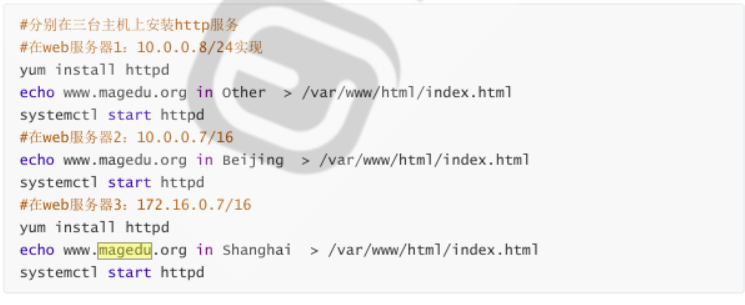 #分别在三台主机上安装http服务
#在web服务器1：10.0.0.8/24实现
yum install httpd
echo www.magedu.org in Other  > /var/www/html/index.html
systemctl start httpd
#在web服务器2：10.0.0.7/16
echo www.magedu.org in Beijing  > /var/www/html/index.html
systemctl start httpd
#在web服务器3：172.16.0.7/16
yum install httpd
echo www.magedu.org in Shanghai  > /var/www/html/index.html
systemctl start httpd